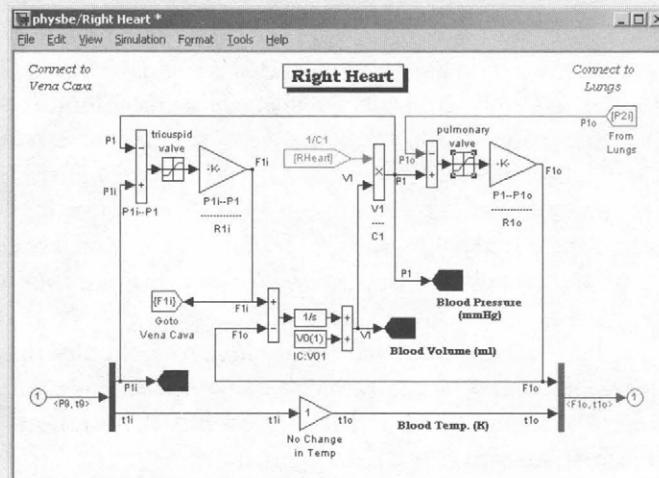 physbe/Right Heart *
File Edit View Simulation Format Tools Help
Connect to
Vena Cava
Right Heart
Connect to
Lungs
[P2i]
P1o
From
Lungs
P1
tricuspid
valve
-K-
F1i
P1i
P1i--P1
P1i--P1
----------
R1i
1/C1
[RHeart]
V1
×
P1
V1
---
C1
P1o
pulmonary
valve
-K-
F1o
P1--P1o
----------
R1o
P1
Blood Pressure
(mmHg)
{F1i}
Goto
Vena Cava
F1i
F1o
1/s
V0(1)
IC:V01
V1
Blood Volume (ml)
1
<P9, t9>
P1i
t1i
t1i
1
t1o
No Change
in Temp
Blood Temp. (K)
F1o
t1o
<F1o, t1o>
1